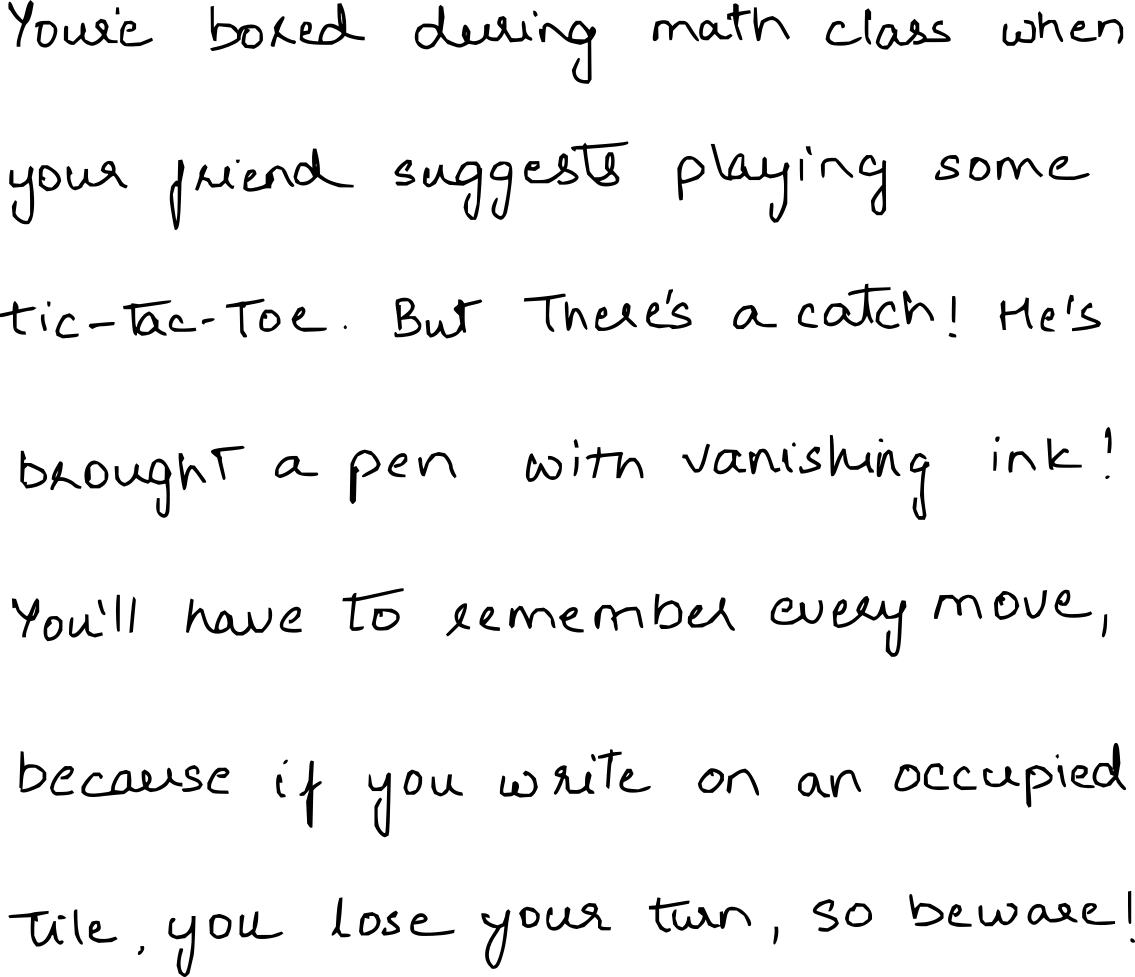 You're bored during math class when
your friend suggests playing some
tic-tac-toe. But there's a catch! He's
brought a pen with vanishing ink!
You'll have to remember every move,
because if you write on an occupied
tile, you lose your turn, so beware!